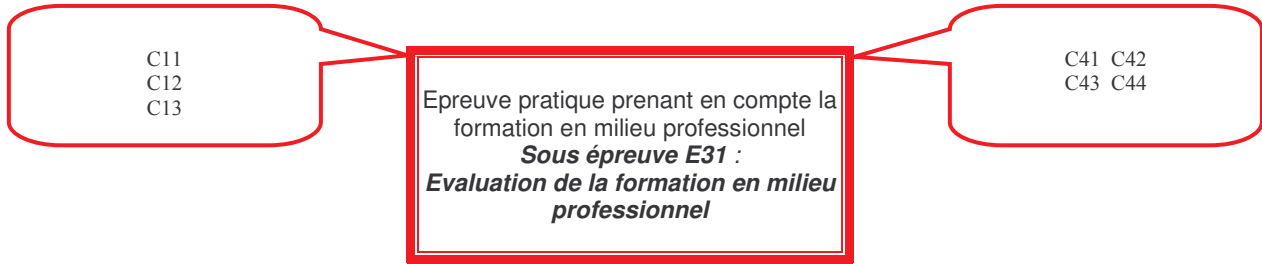 C11
C12
C13
Epreuve pratique prenant en compte la
formation en milieu professionnel
Sous épreuve E31 :
Evaluation de la formation en milieu
professionnel
C41 C42
C43 C44